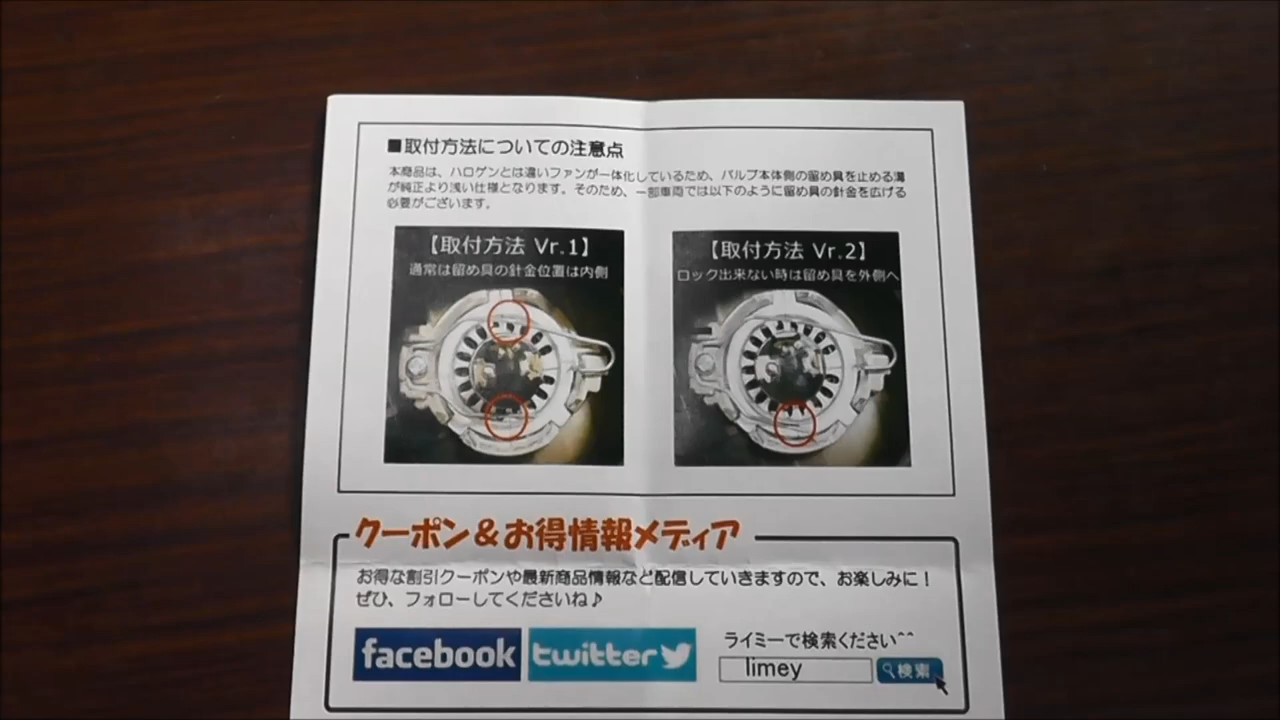 ■取付方法についての注意点
本商品は、ハロゲンとは違いファンが一体化しているため、バルブ本体側の留め具を止める溝
が純正より浅い仕様となります。そのため、一部車両では以下のように留め具の針金を広げる
必要がございます。
【取付方法 Vr.1】
通常は留め具の針金位置は内側
【取付方法 Vr.2】
ロック出来ない時は留め具を外側へ
クーポン&お得情報メディア
お得な割引クーポンや最新商品情報など配信していきますので、お楽しみに！
ぜひ、フォローしてくださいね♪
facebook
twitter
ライミーで検索ください^^
limey
検索